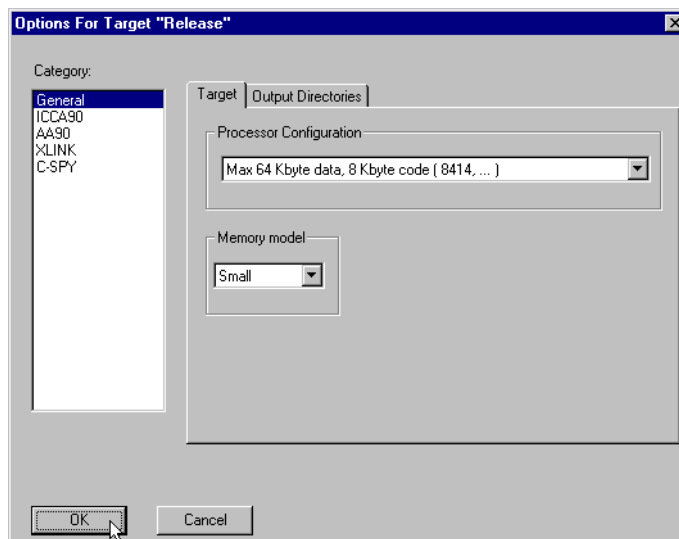 Options For Target "Release"
Category:
General
ICCA90
AA90
XLINK
C-SPY
Target
Output Directories
Processor Configuration
Max 64 Kbyte data, 8 Kbyte code ( 8414, ... )
Memory model
Small
OK
Cancel